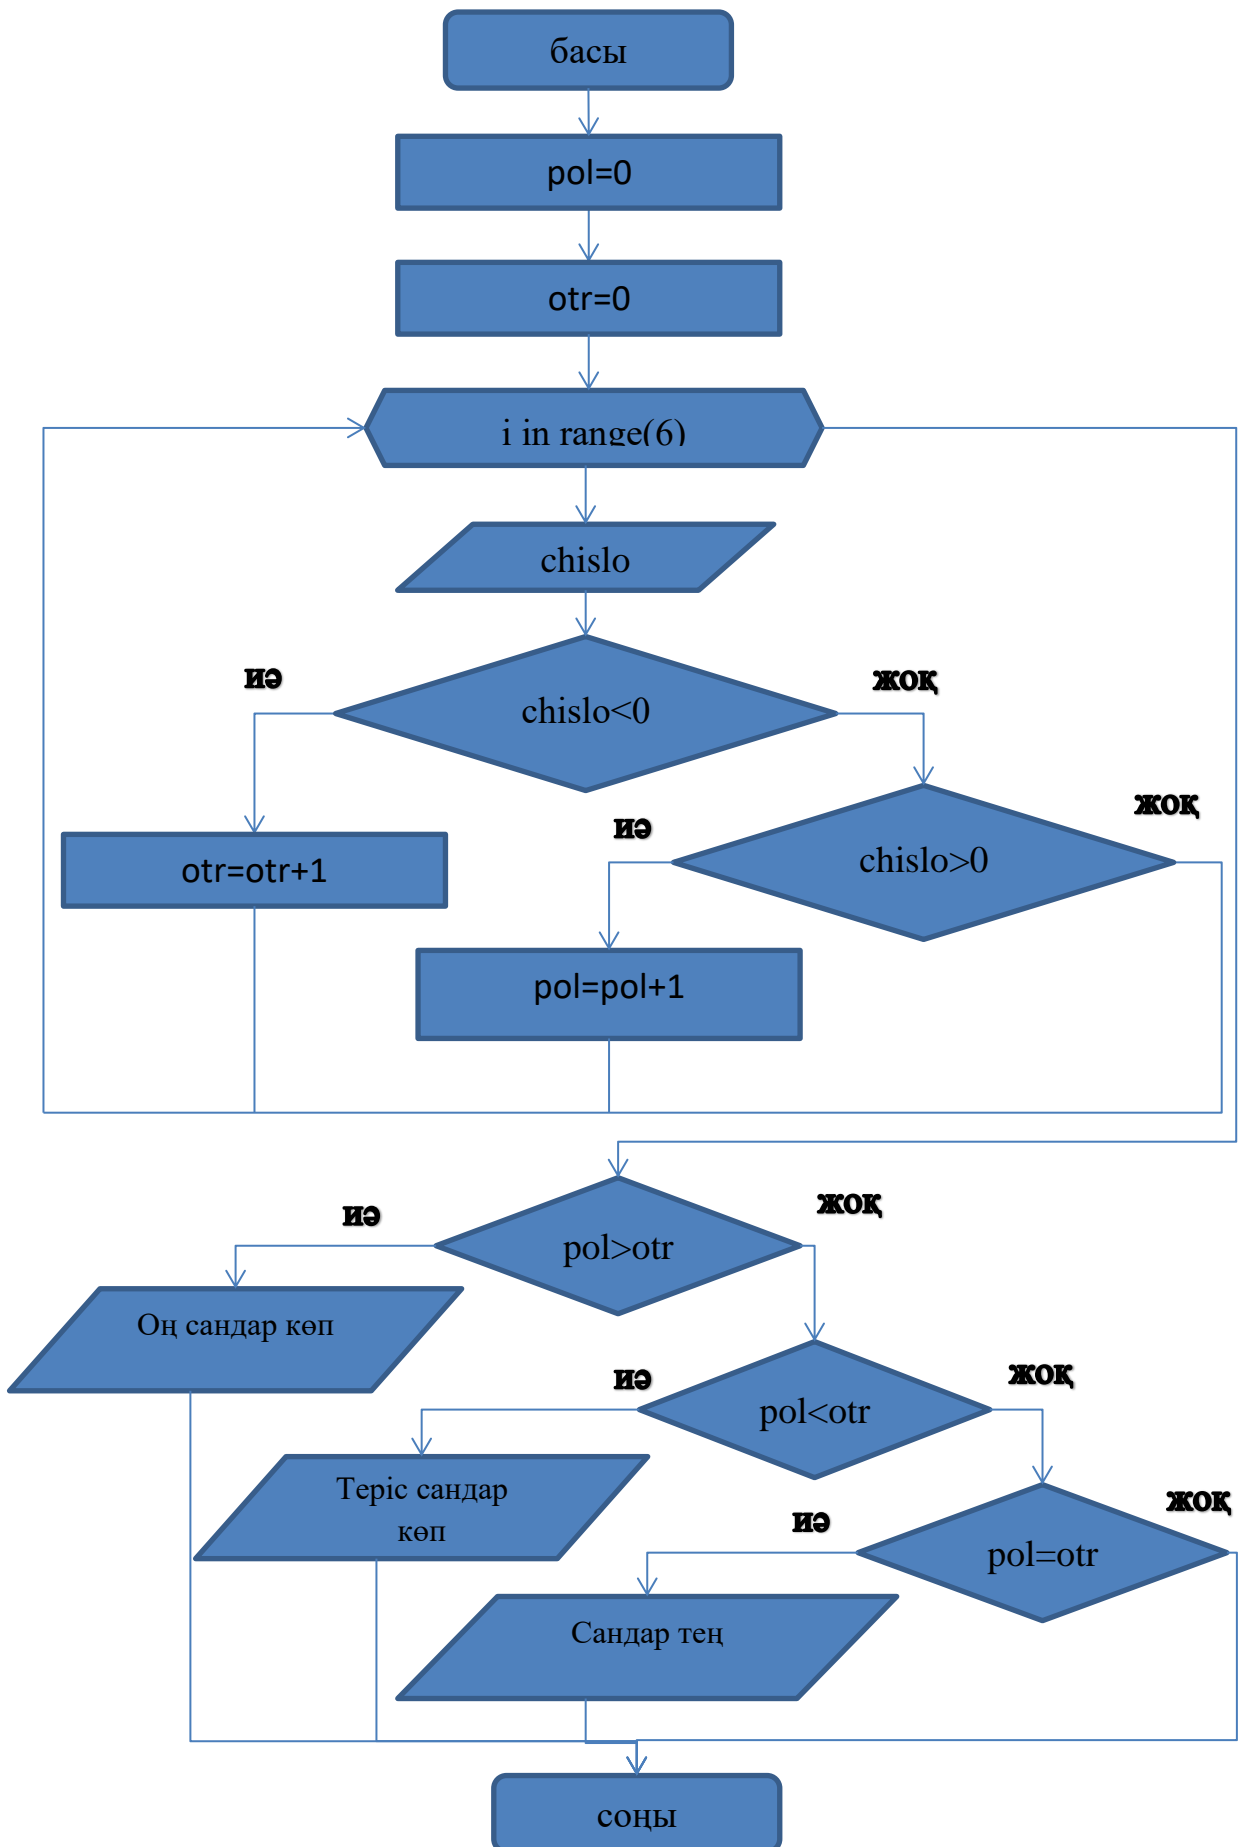 басы
pol=0
otr=0
i in range(6)
chislo
иә
жоқ
chislo<0
иә
жоқ
otr=otr+1
chislo>0
pol=pol+1
иә
жоқ
pol>otr
Оң сандар көп
иә
жоқ
pol<otr
Теріс сандар
көп
иә
жоқ
pol=otr
Сандар тең
соңы